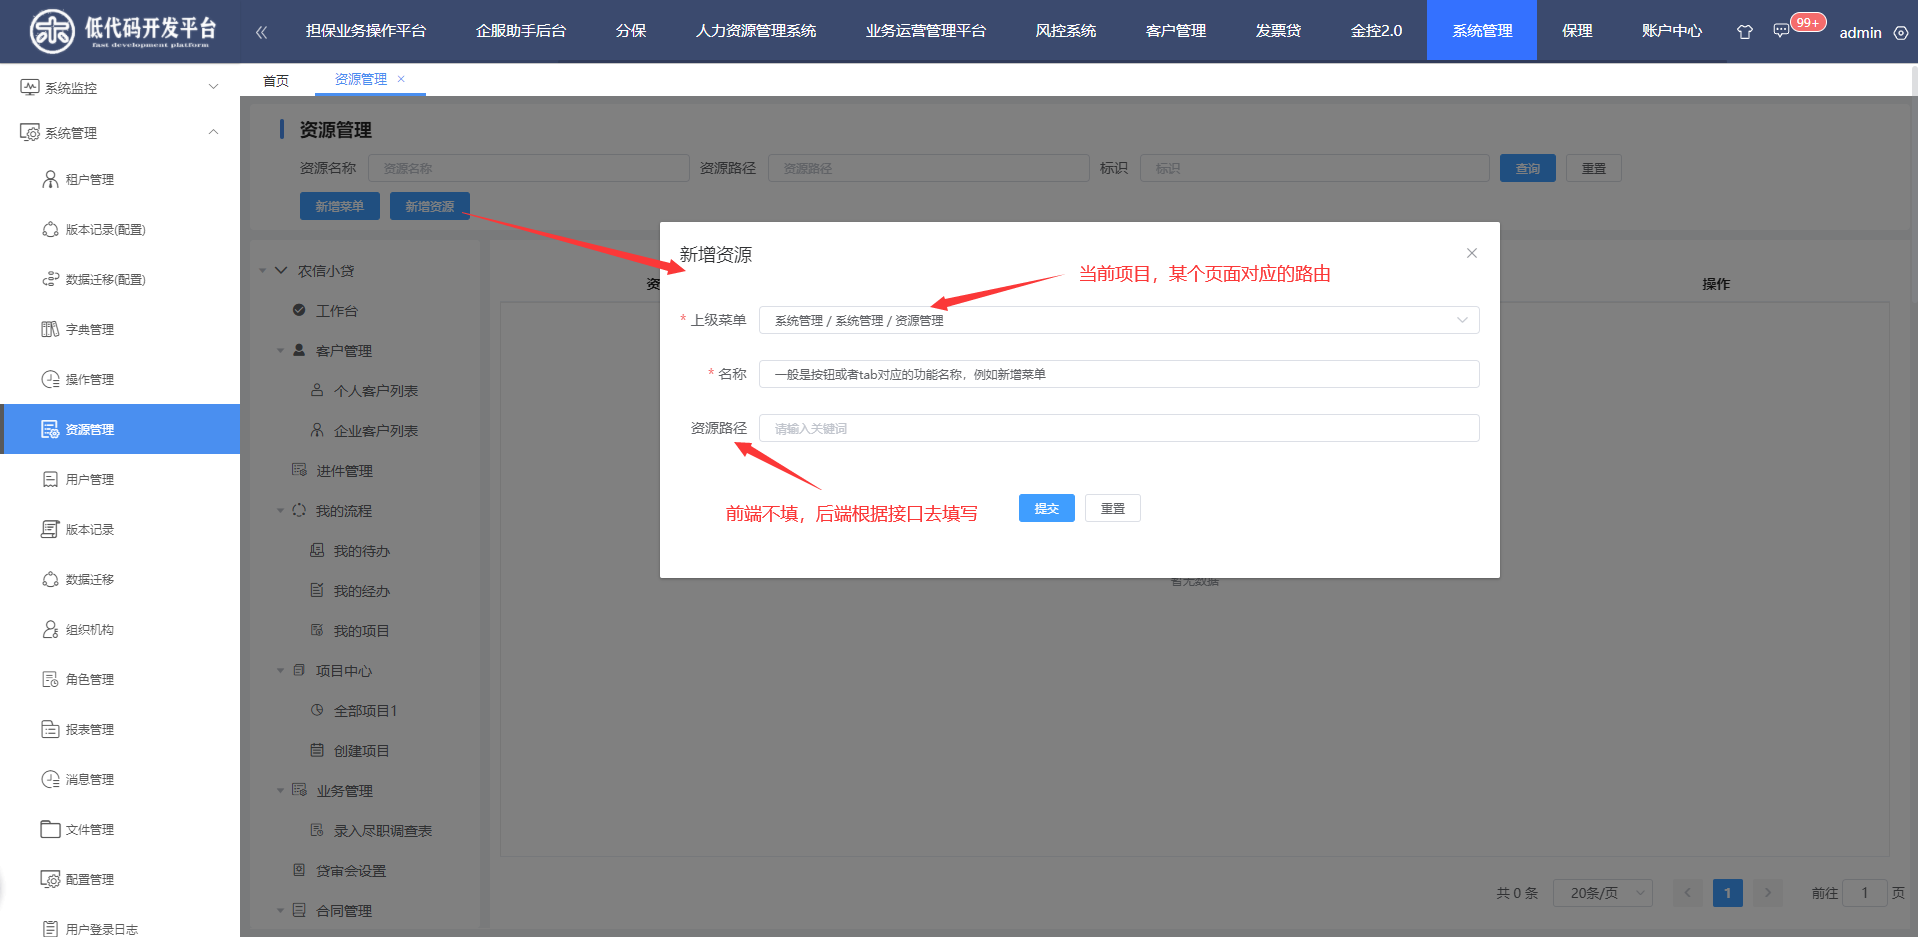 低代码开发平台
fast development platform
担保业务操作平台
企服助手后台
分保
人力资源管理系统
业务运营管理平台
风控系统
客户管理
发票贷
金控2.0
系统管理
保理
账户中心
99+
admin
系统监控
系统管理
租户管理
版本记录(配置)
数据迁移(配置)
字典管理
操作管理
资源管理
用户管理
版本记录
数据迁移
组织机构
角色管理
报表管理
消息管理
文件管理
配置管理
用户登录日志
首页
资源管理
资源管理
资源名称
资源名称
资源路径
资源路径
标识
标识
查询
重置
新增菜单
新增资源
农信小贷
工作台
客户管理
个人客户列表
企业客户列表
进件管理
我的流程
我的待办
我的经办
我的项目
项目中心
全部项目1
创建项目
业务管理
录入尽职调查表
贷审会设置
合同管理
操作
新增资源
当前项目，某个页面对应的路由
* 上级菜单
系统管理 / 系统管理 / 资源管理
* 名称
一般是按钮或者tab对应的功能名称，例如新增菜单
资源路径
请输入关键词
前端不填，后端根据接口去填写
提交
重置
暂无数据
共 0 条
20条/页
1
前往
1
页